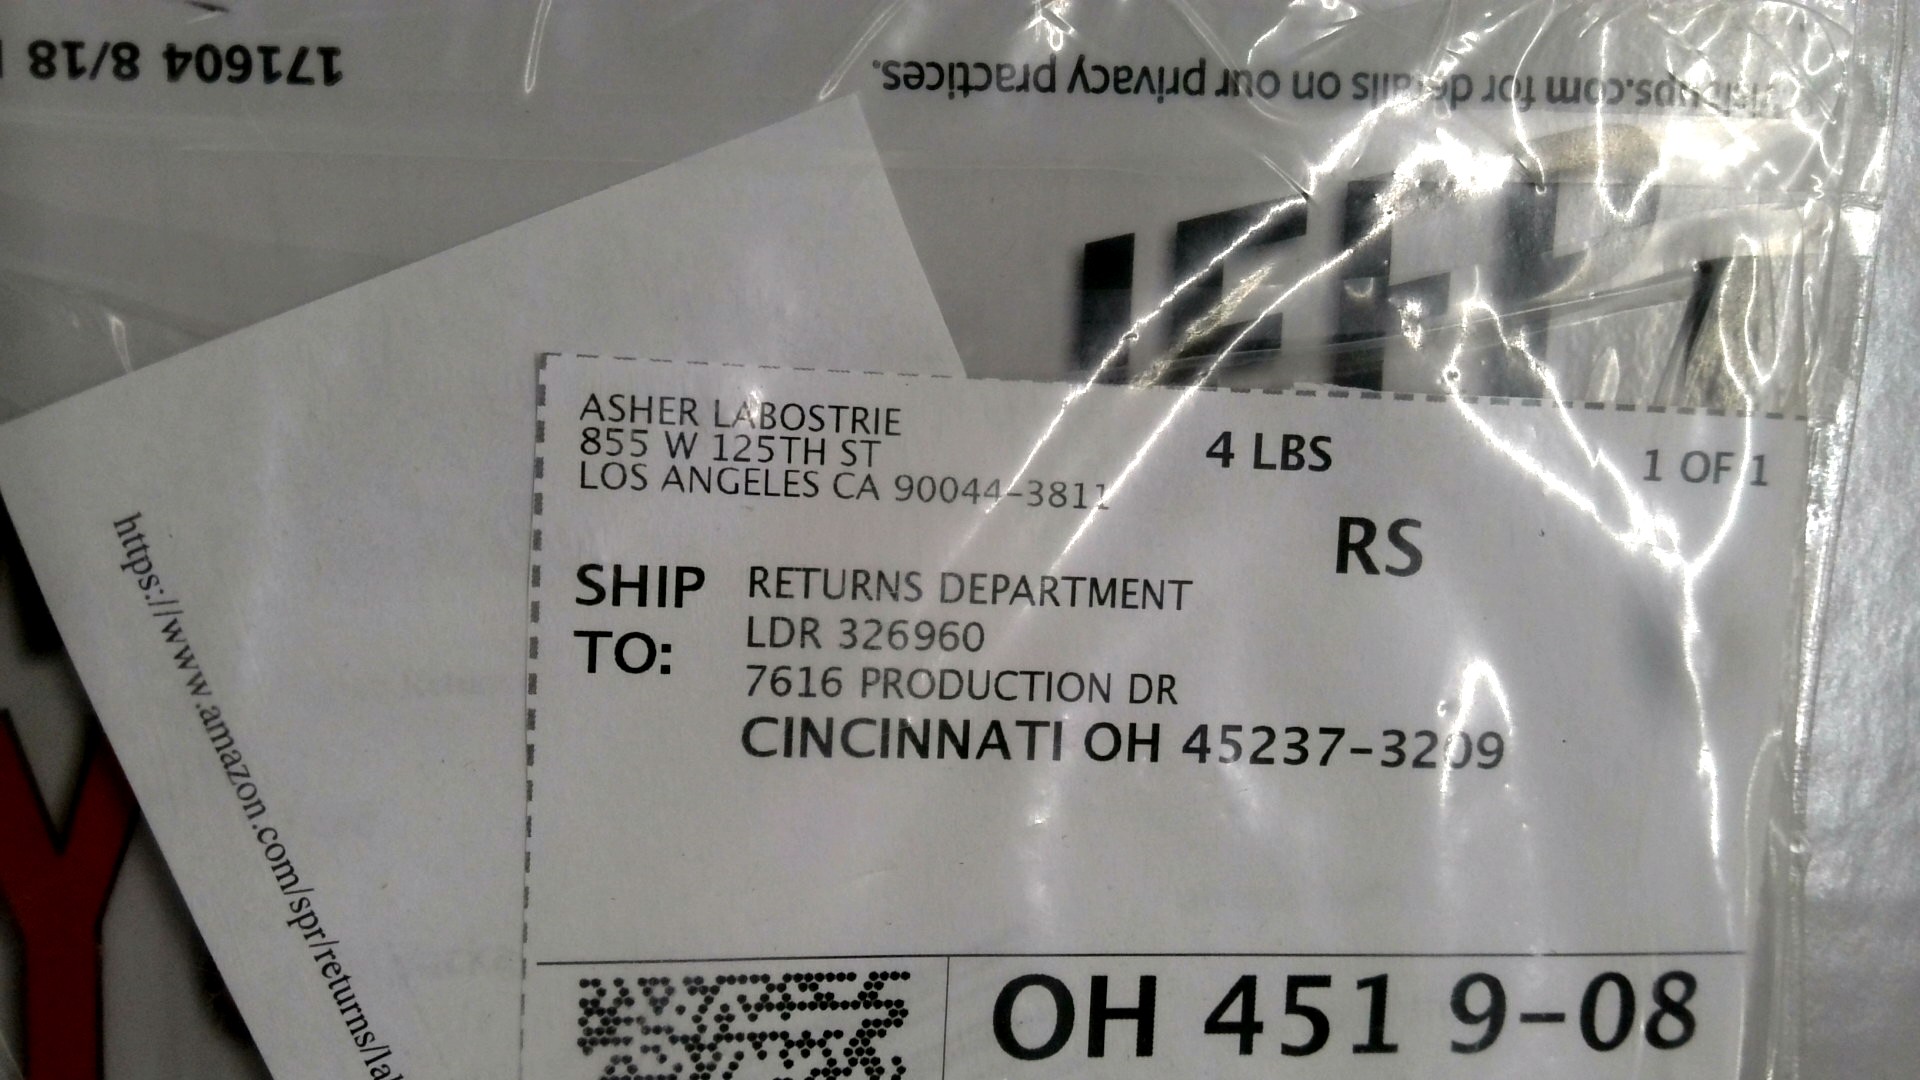 171604 8/18
for details on our privacy practices.
https://www.amazon.com/spr/returns/la
ASHER LABOSTRIE
855 W 125TH ST
LOS ANGELES CA 90044-3811
4 LBS
1 OF 1
RS
SHIP TO:
RETURNS DEPARTMENT
LDR 326960
7616 PRODUCTION DR
CINCINNATI OH 45237-3209
OH 451 9-08